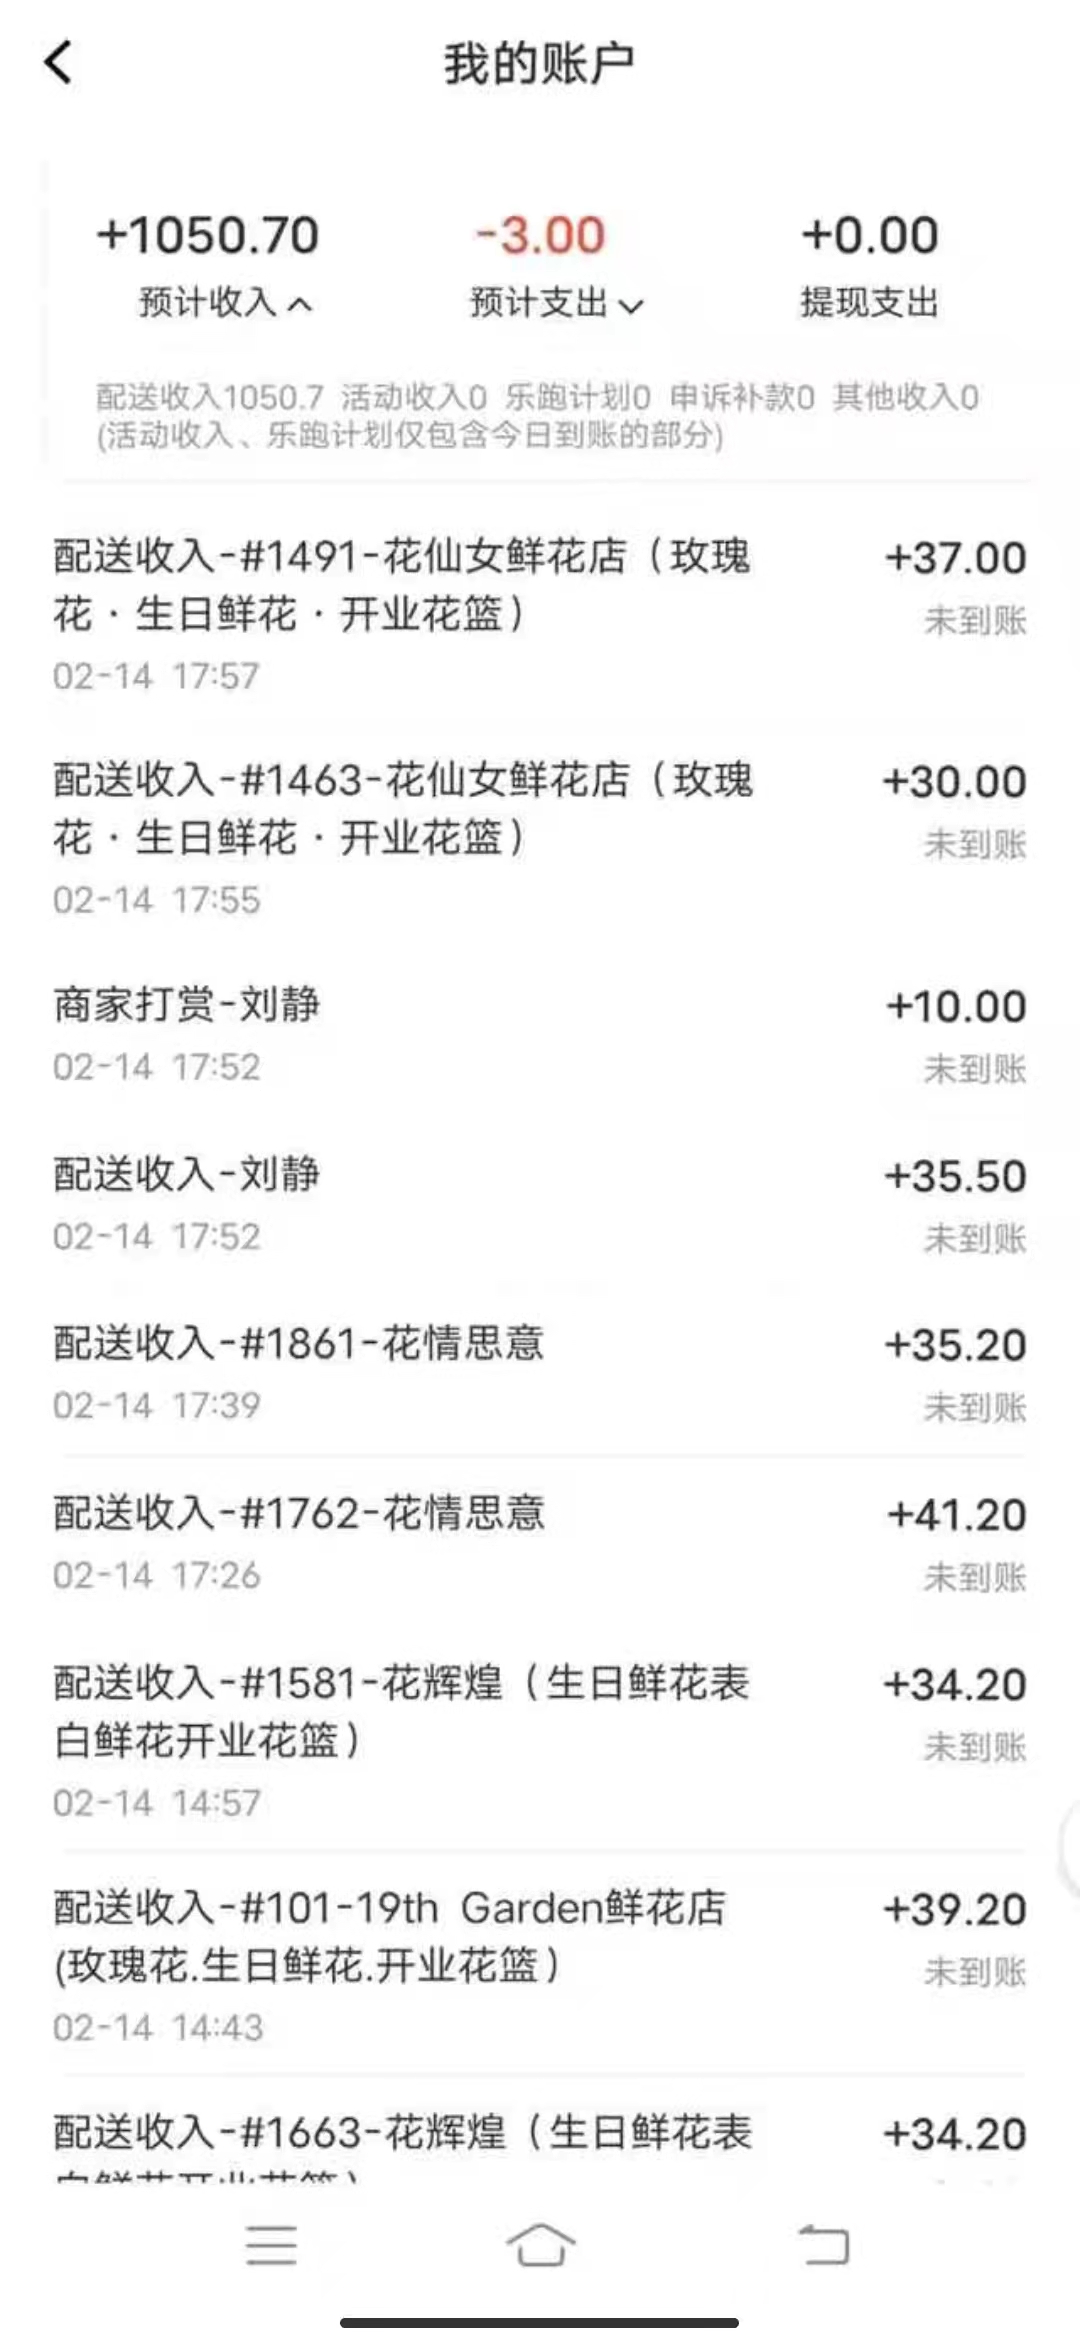 我的账户
+1050.70 -3.00 +0.00
预计收入 预计支出 提现支出
配送收入1050.7 活动收入0 乐跑计划0 申诉补款0 其他收入0
(活动收入、乐跑计划仅包含今日到账的部分)
配送收入-#1491-花仙女鲜花店（玫瑰 +37.00
花·生日鲜花·开业花篮） 未到账
02-14 17:57
配送收入-#1463-花仙女鲜花店（玫瑰 +30.00
花·生日鲜花·开业花篮） 未到账
02-14 17:55
商家打赏-刘静 +10.00
02-14 17:52 未到账
配送收入-刘静 +35.50
02-14 17:52 未到账
配送收入-#1861-花情思意 +35.20
02-14 17:39 未到账
配送收入-#1762-花情思意 +41.20
02-14 17:26 未到账
配送收入-#1581-花辉煌（生日鲜花表 +34.20
白鲜花开业花篮） 未到账
02-14 14:57
配送收入-#101-19th Garden鲜花店 +39.20
(玫瑰花.生日鲜花.开业花篮） 未到账
02-14 14:43
配送收入-#1663-花辉煌（生日鲜花表 +34.20